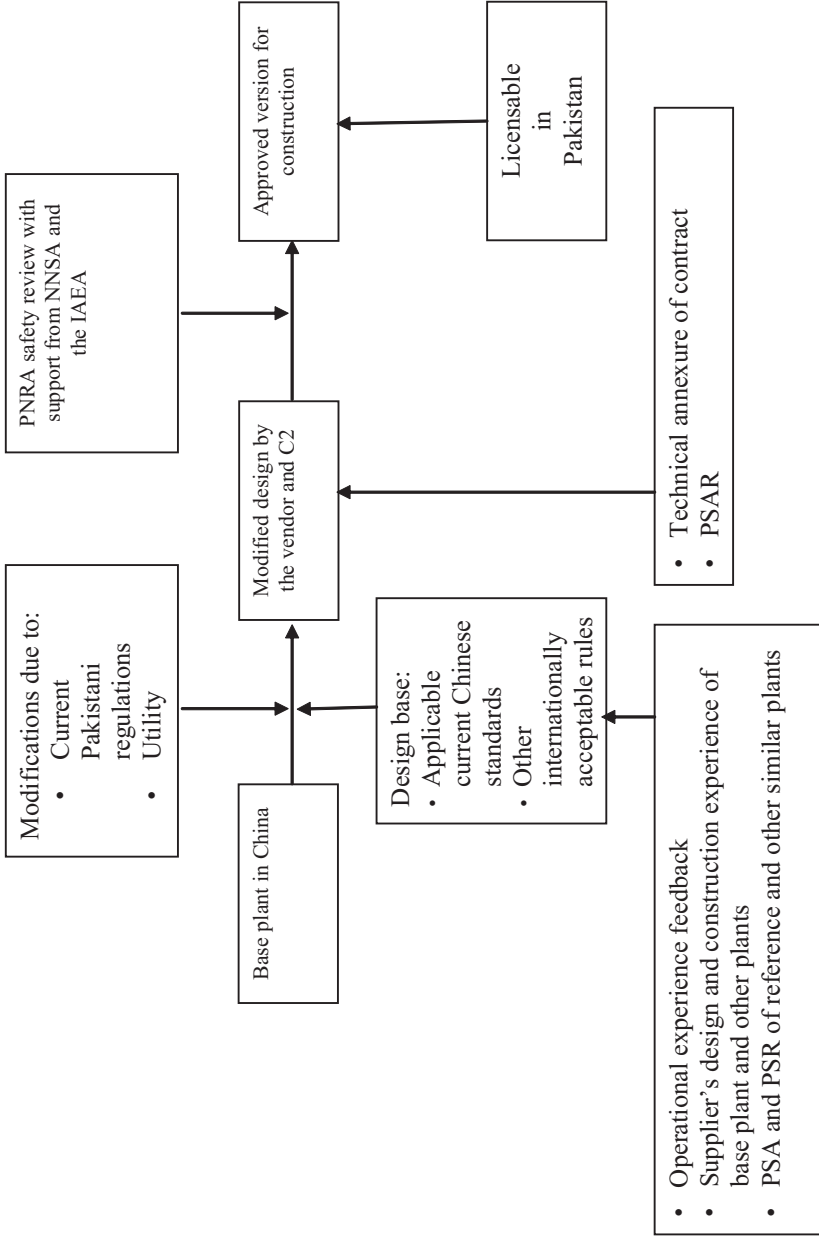 Modifications due to:
• Current
Pakistani
regulations
• Utility
PNRA safety review with
support from NNSA and
the IAEA
Base plant in China
Modified design by
the vendor and C2
Approved version for
construction
Design base:
• Applicable
current Chinese
standards
• Other
internationally
acceptable rules
Licensable
in
Pakistan
• Operational experience feedback
• Supplier’s design and construction experience of
base plant and other plants
• PSA and PSR of reference and other similar plants
• Technical annexure of contract
• PSAR